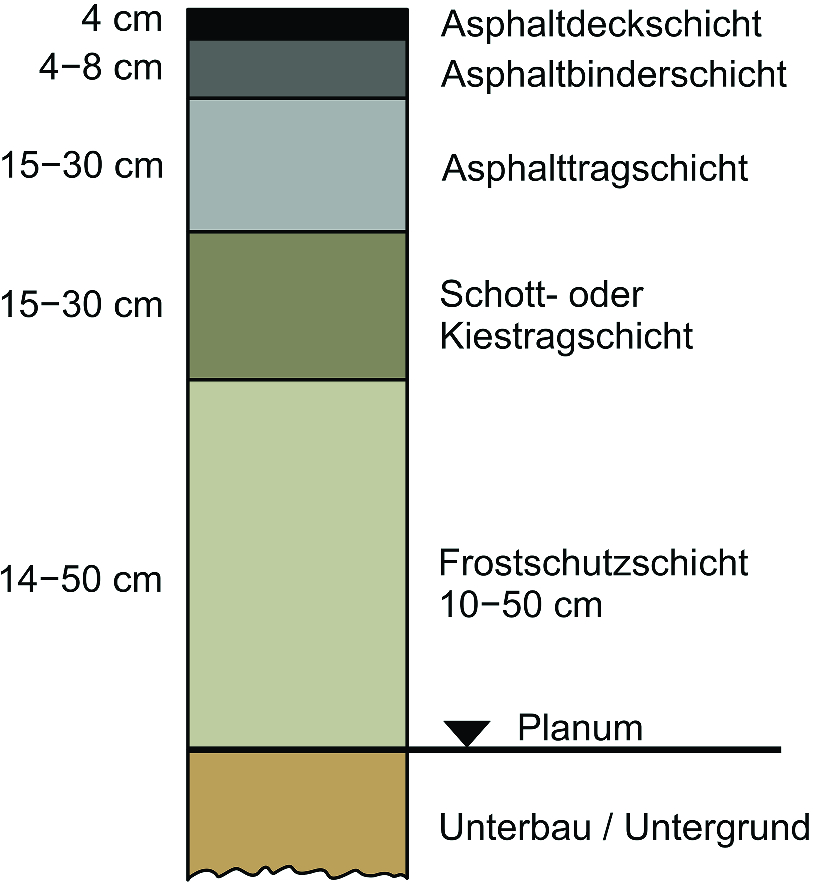 4 cm Asphaltdeckschicht
4−8 cm Asphaltbinderschicht
15−30 cm Asphalttragschicht
15−30 cm Schott- oder
Kiestragschicht
14−50 cm Frostschutzschicht
10−50 cm
Planum
Unterbau / Untergrund